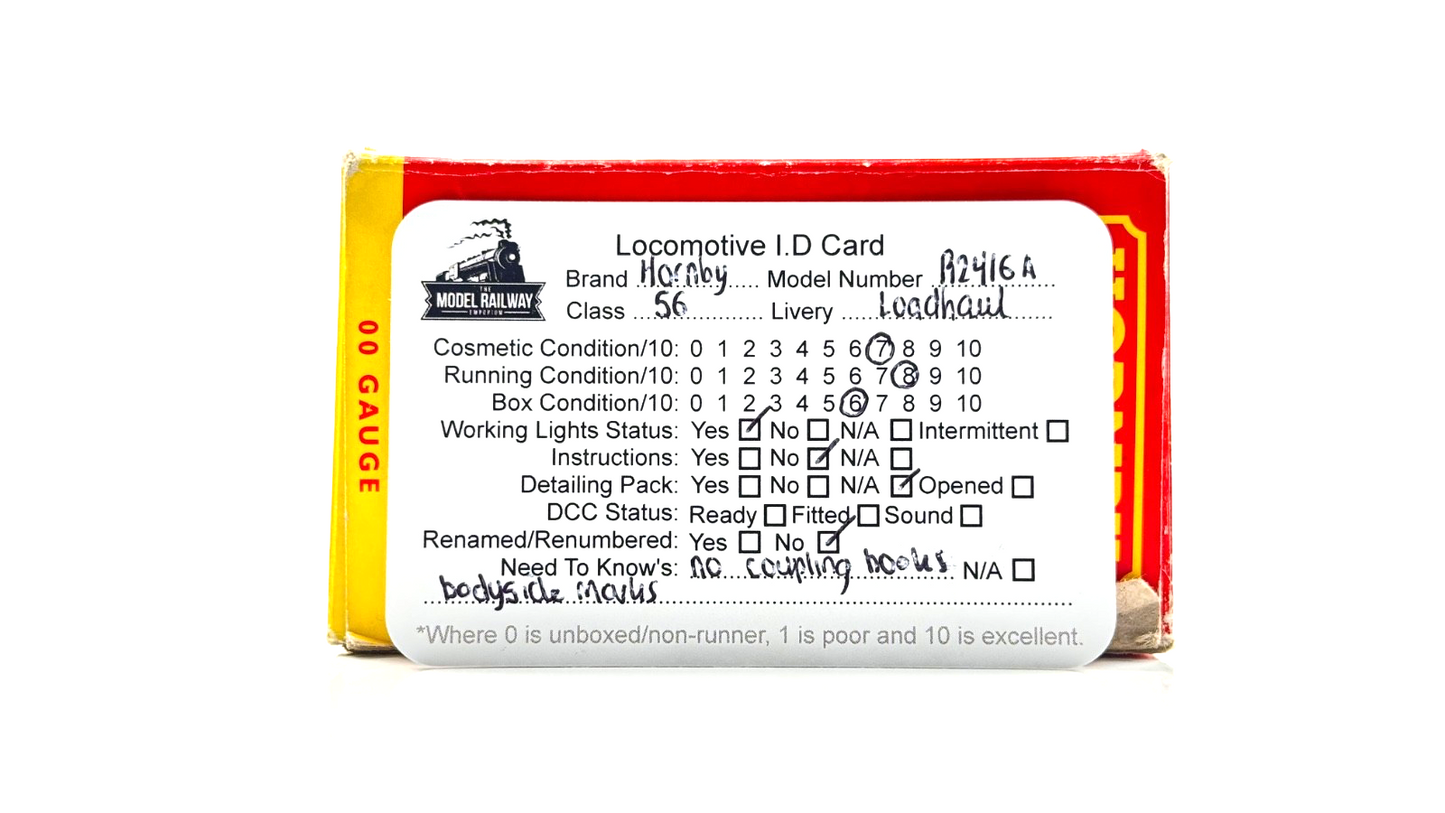 OO GAUGE
HORNBY
THE
MODEL RAILWAY
EMPORIUM
Locomotive I.D Card
Brand Hornby Model Number R2416A
Class 56 Livery Loadhaul
Cosmetic Condition/10: 0 1 2 3 4 5 6 7 8 9 10
Running Condition/10: 0 1 2 3 4 5 6 7 8 9 10
Box Condition/10: 0 1 2 3 4 5 6 7 8 9 10
Working Lights Status: Yes No N/A Intermittent
Instructions: Yes No N/A
Detailing Pack: Yes No N/A Opened
DCC Status: Ready Fitted Sound
Renamed/Renumbered: Yes No
Need To Know's: no coupling hooks N/A
bodyside marks
*Where 0 is unboxed/non-runner, 1 is poor and 10 is excellent.